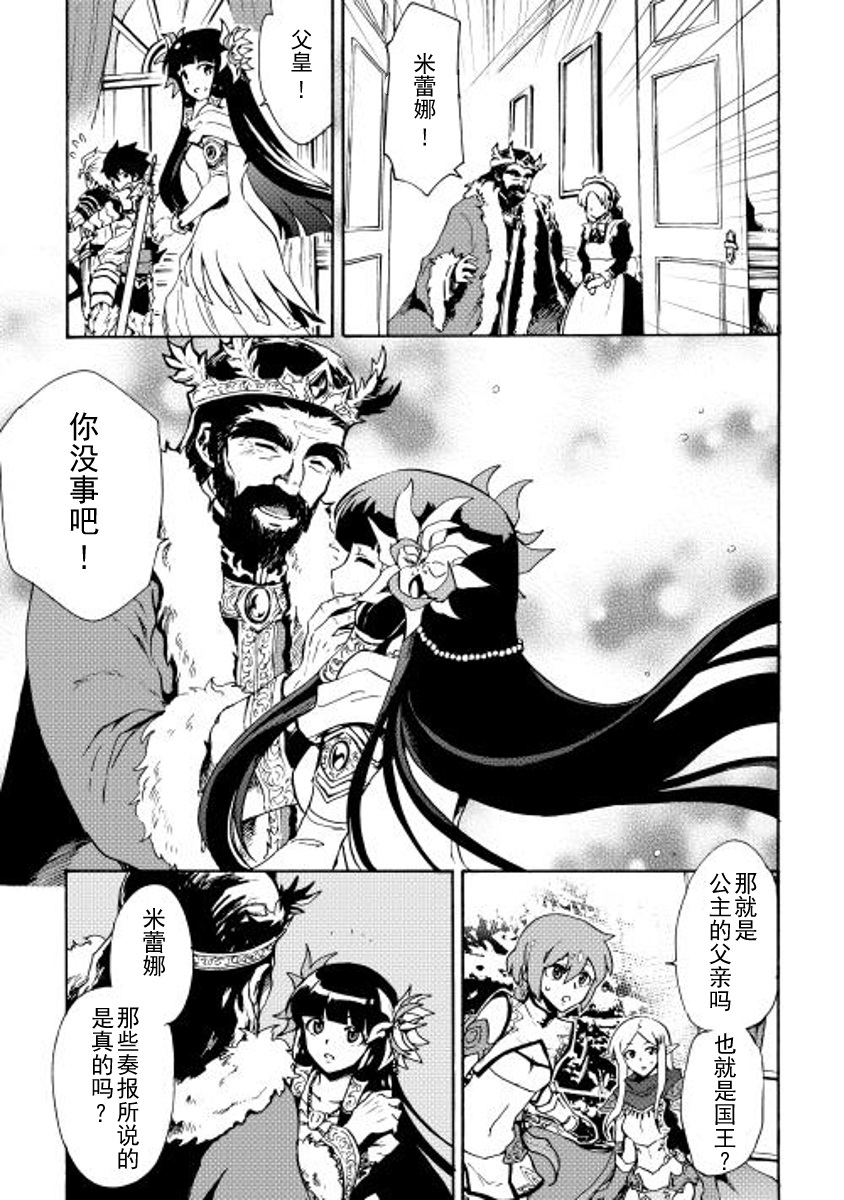 米蕾娜！
父皇！
你没事吧！
那就是
公主的父亲吗
也就是国王？
米蕾娜
那些奏报所说的
是真的吗？